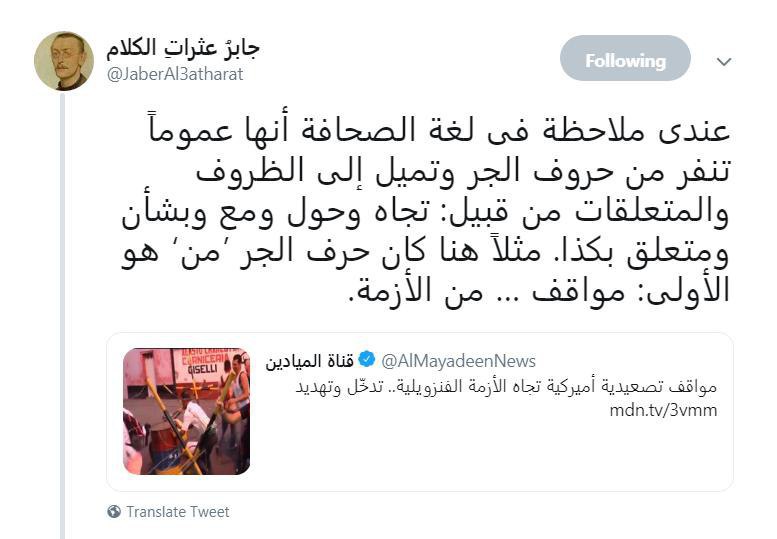 جابرُ عثراتِ الكلام
@JaberAl3atharat
Following
عندى ملاحظة فى لغة الصحافة أنها عموماً
تنفر من حروف الجر وتميل إلى الظروف
والمتعلقات من قبيل: تجاه وحول ومع وبشأن
ومتعلق بكذا. مثلاً هنا كان حرف الجر ’من‘ هو
الأولى: مواقف ... من الأزمة.
قناة الميادين @AlMayadeenNews
مواقف تصعيدية أميركية تجاه الأزمة الفنزويلية.. تدخّل وتهديد
mdn.tv/3vmm
CARNICERIA
GISELLI
Translate Tweet